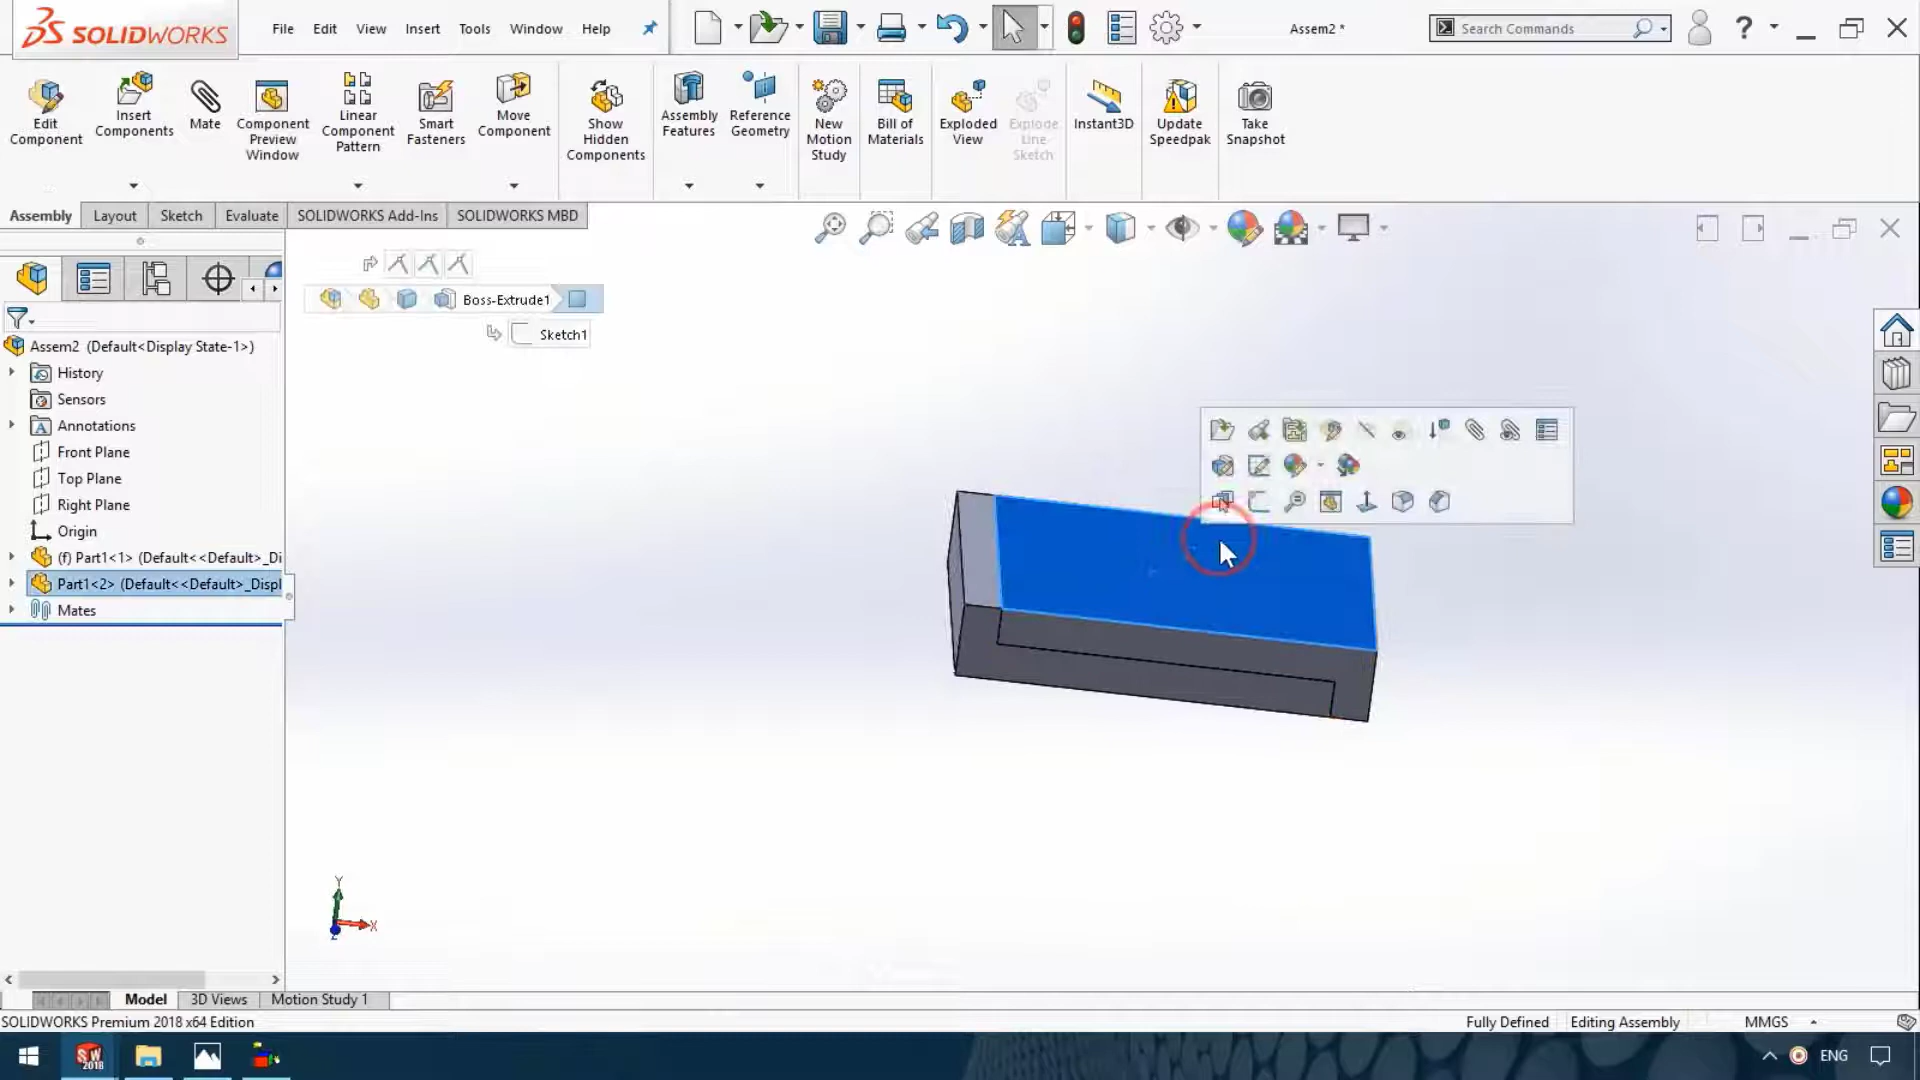 SOLIDWORKS File Edit View Insert Tools Window Help Assem2 * Search Commands ?
Edit Component
Insert Components
Mate
Component Preview Window
Linear Component Pattern
Smart Fasteners
Move Component
Show Hidden Components
Assembly Features
Reference Geometry
New Motion Study
Bill of Materials
Exploded View
Explode Line Sketch
Instant3D
Update Speedpak
Take Snapshot
Assembly Layout Sketch Evaluate SOLIDWORKS Add-Ins SOLIDWORKS MBD
Boss-Extrude1
Sketch1
Assem2 (Default<Display State-1>)
History
Sensors
Annotations
Front Plane
Top Plane
Right Plane
Origin
(f) Part1<1> (Default<<Default>_Di
Part1<2> (Default<<Default>_Displ
Mates
Y
X
Z
Model 3D Views Motion Study 1
SOLIDWORKS Premium 2018 x64 Edition Fully Defined Editing Assembly MMGS
SW 2018 ENG